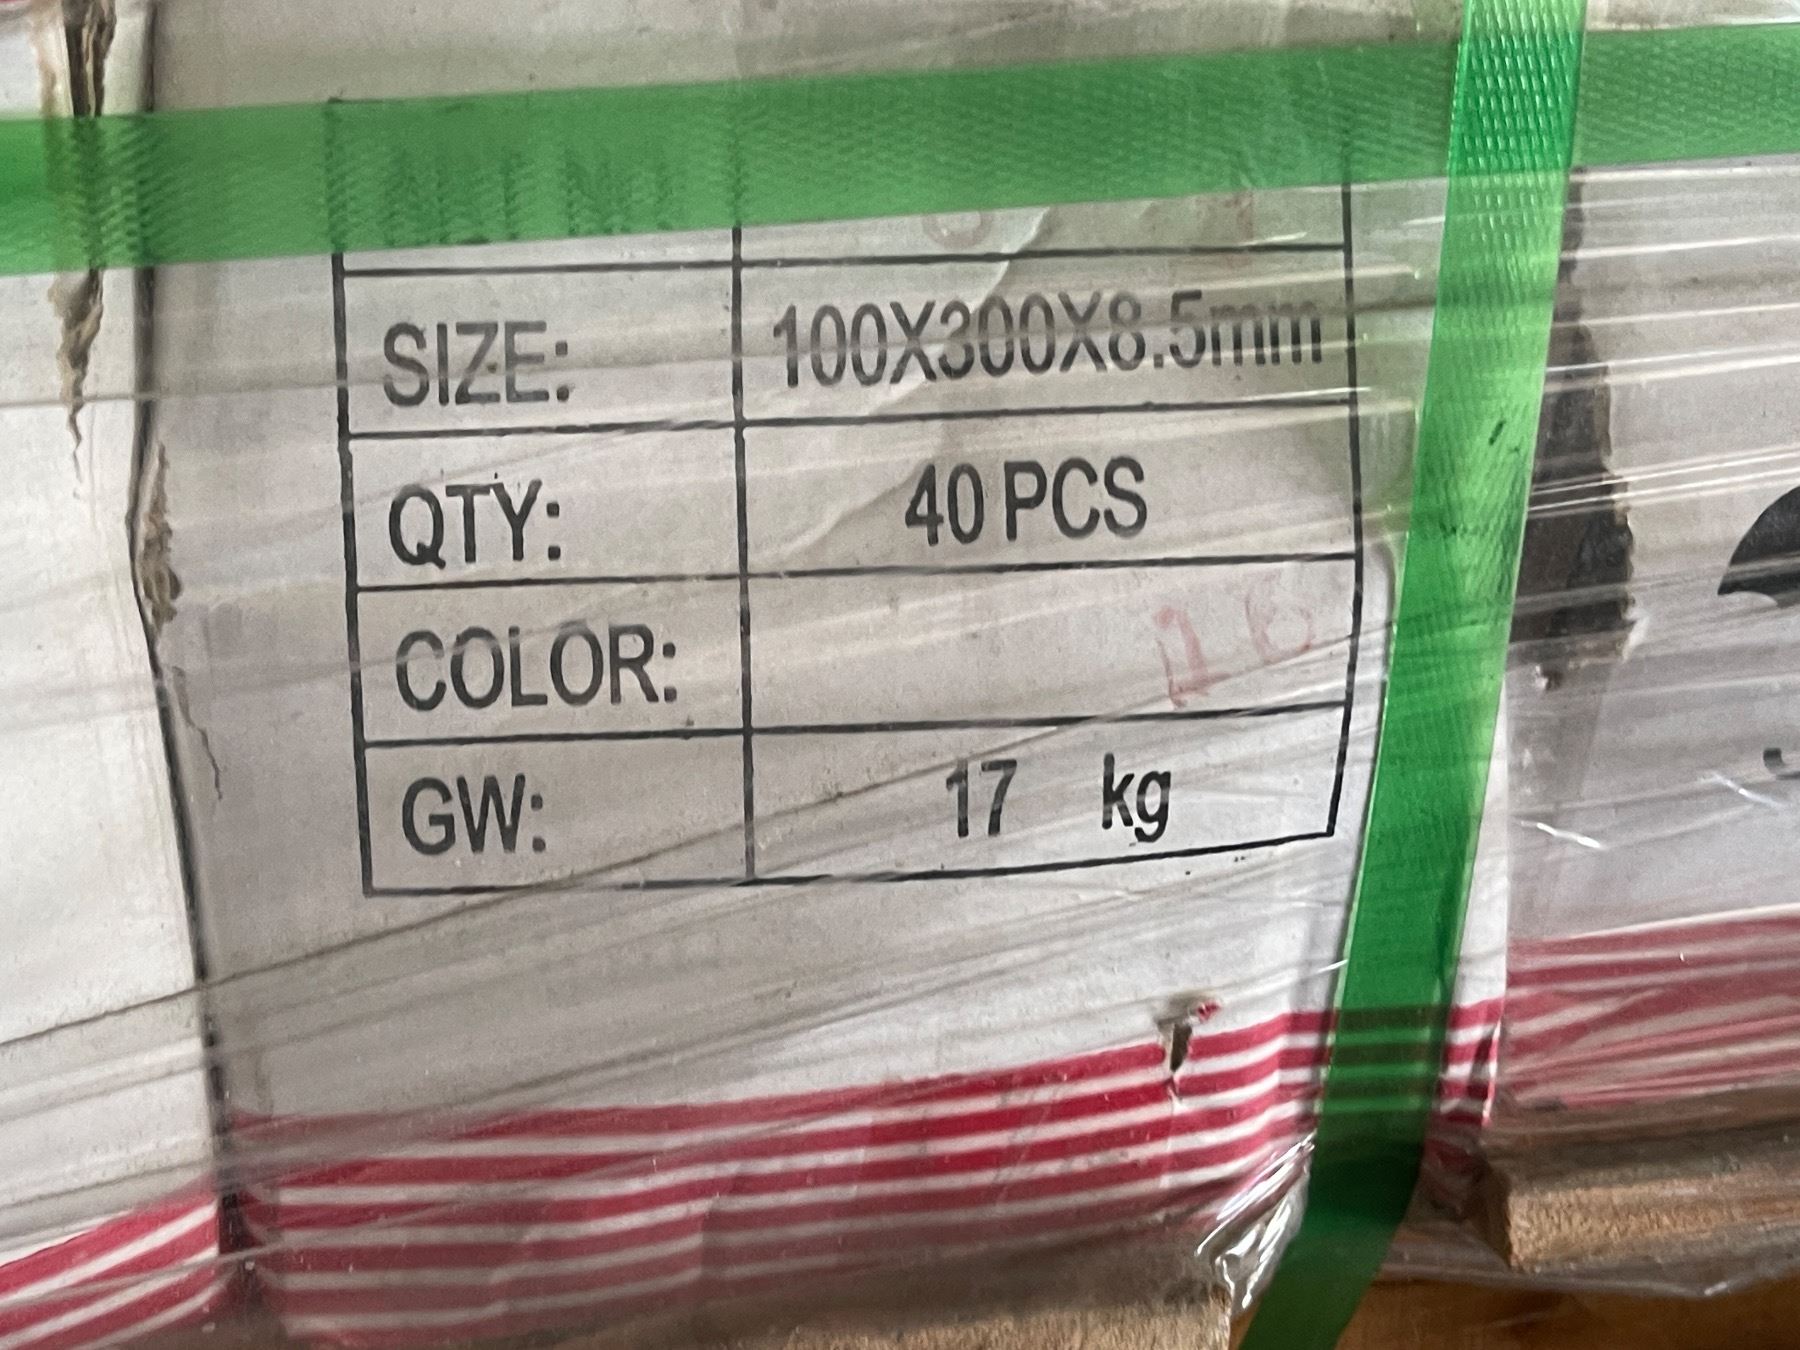 SIZE: 100X300X8.5mm
QTY: 40 PCS
COLOR:
GW: 17 kg